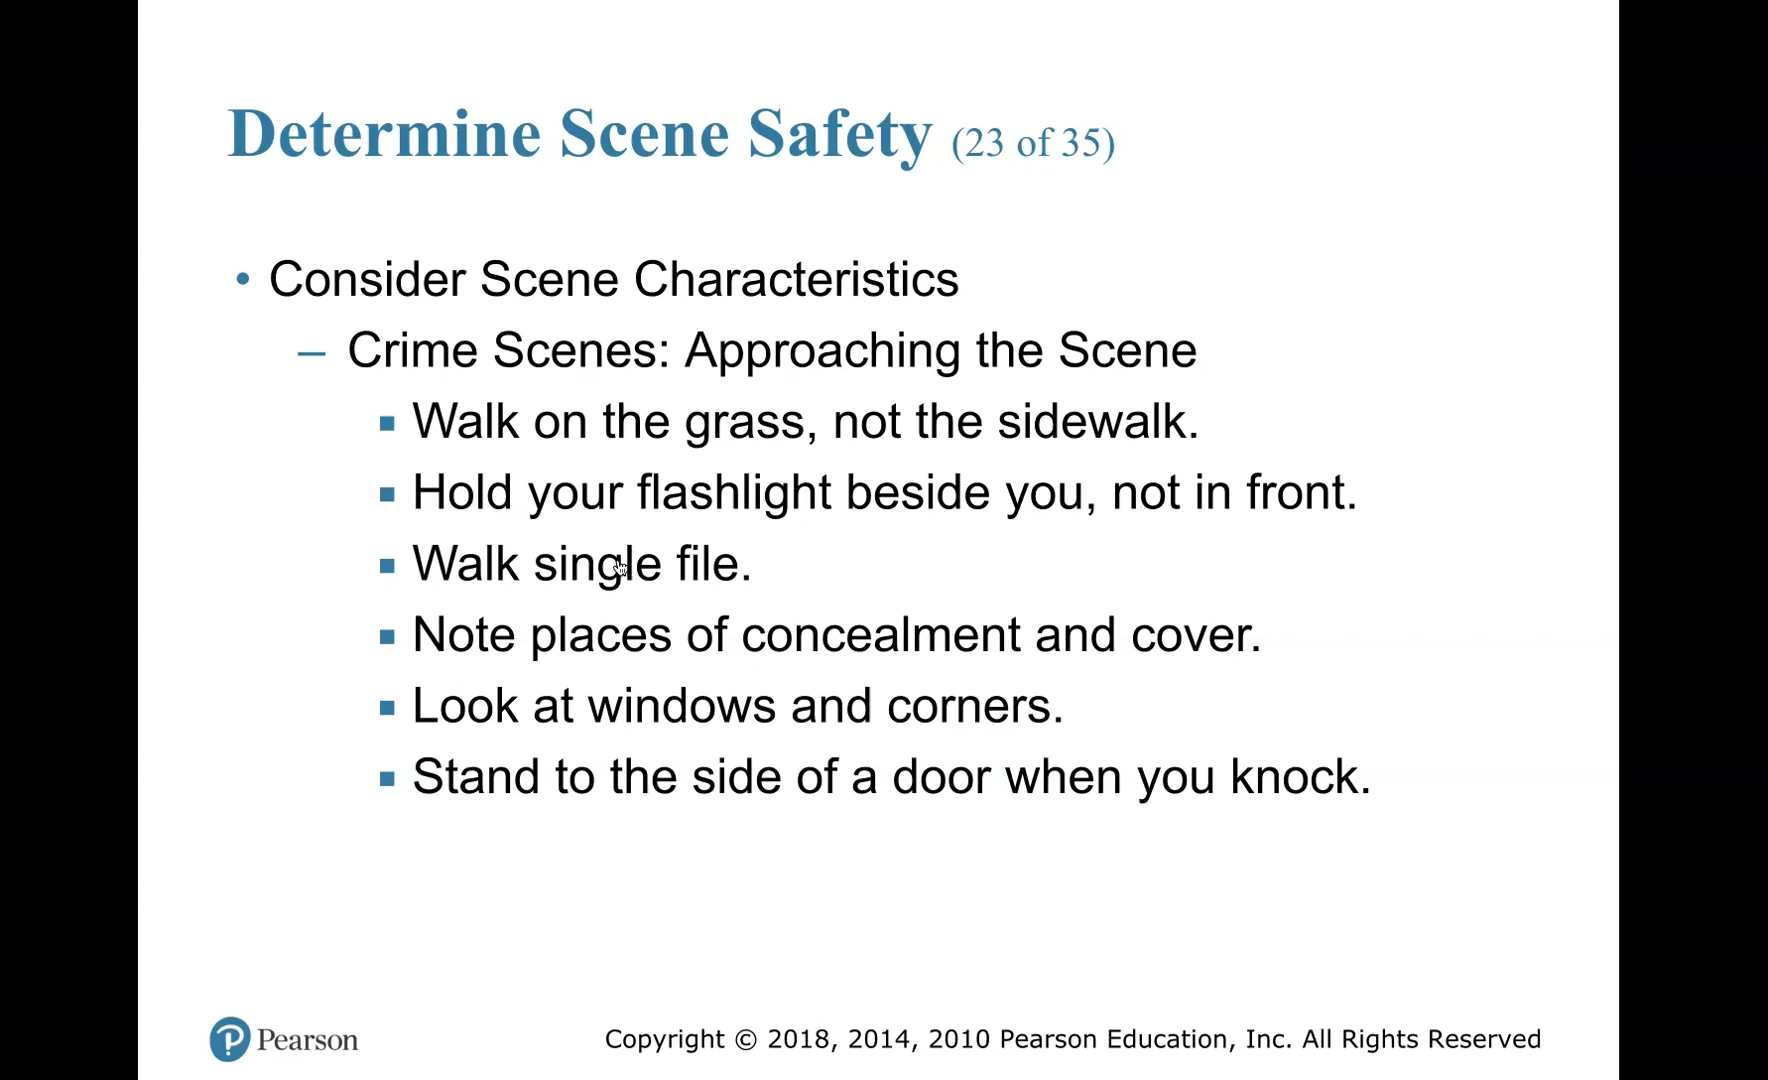 Determine Scene Safety (23 of 35)
• Consider Scene Characteristics
– Crime Scenes: Approaching the Scene
▪ Walk on the grass, not the sidewalk.
▪ Hold your flashlight beside you, not in front.
▪ Walk single file.
▪ Note places of concealment and cover.
▪ Look at windows and corners.
▪ Stand to the side of a door when you knock.
Pearson
Copyright © 2018, 2014, 2010 Pearson Education, Inc. All Rights Reserved